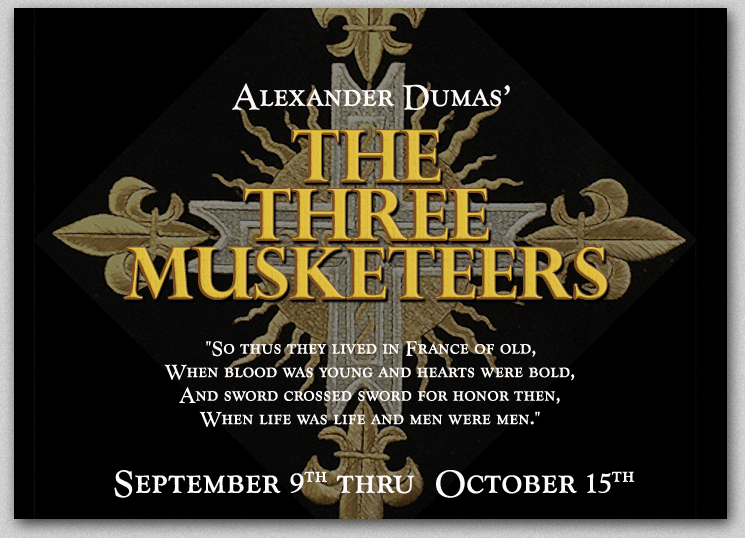 Alexander Dumas'
THE
THREE
MUSKETEERS
"So thus they lived in France of old,
When blood was young and hearts were bold,
And sword crossed sword for honor then,
When life was life and men were men."
September 9th thru October 15th